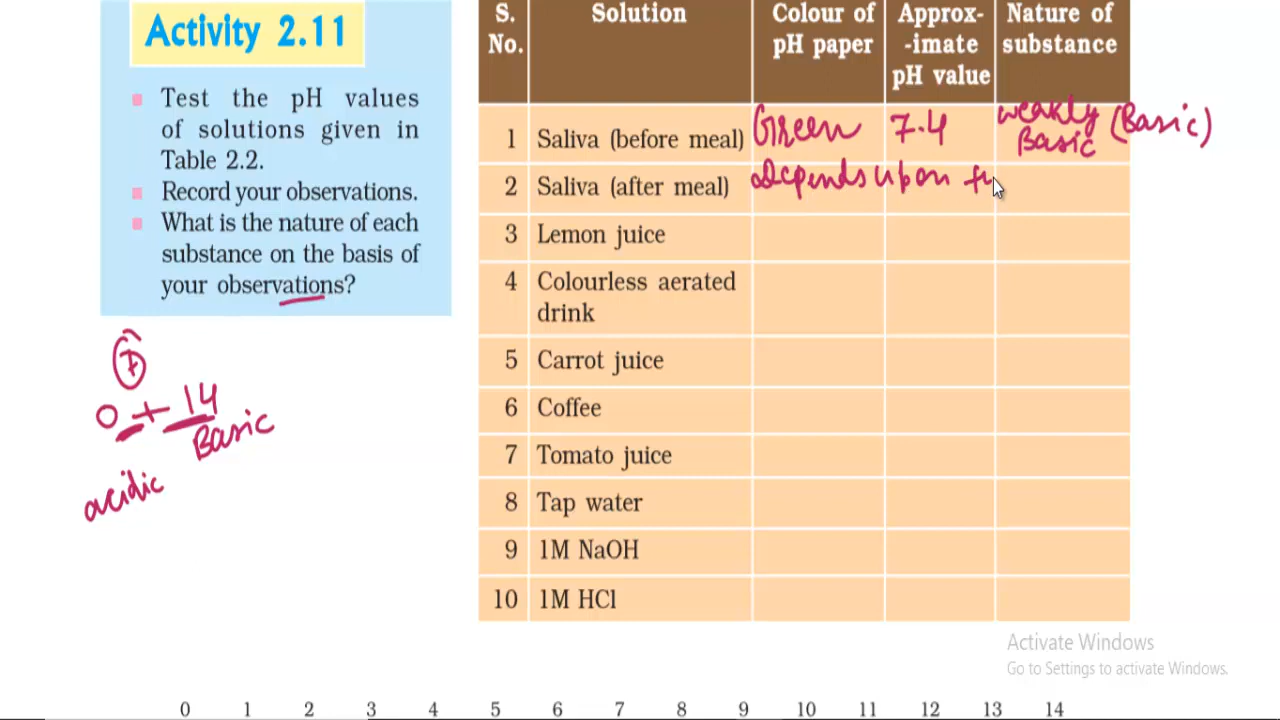 Activity 2.11
Test the pH values
of solutions given in
Table 2.2.
Record your observations.
What is the nature of each
substance on the basis of
your observations?
7
0 + 14
Basic
acidic
S. No. Solution Colour of pH paper Approx- -imate pH value Nature of substance
1 Saliva (before meal) Green 7.4 weakly Basic (Basic)
2 Saliva (after meal) Depends upon
3 Lemon juice
4 Colourless aerated
drink
5 Carrot juice
6 Coffee
7 Tomato juice
8 Tap water
9 1M NaOH
10 1M HCl
Activate Windows
Go to Settings to activate Windows.
0 1 2 3 4 5 6 7 8 9 10 11 12 13 14